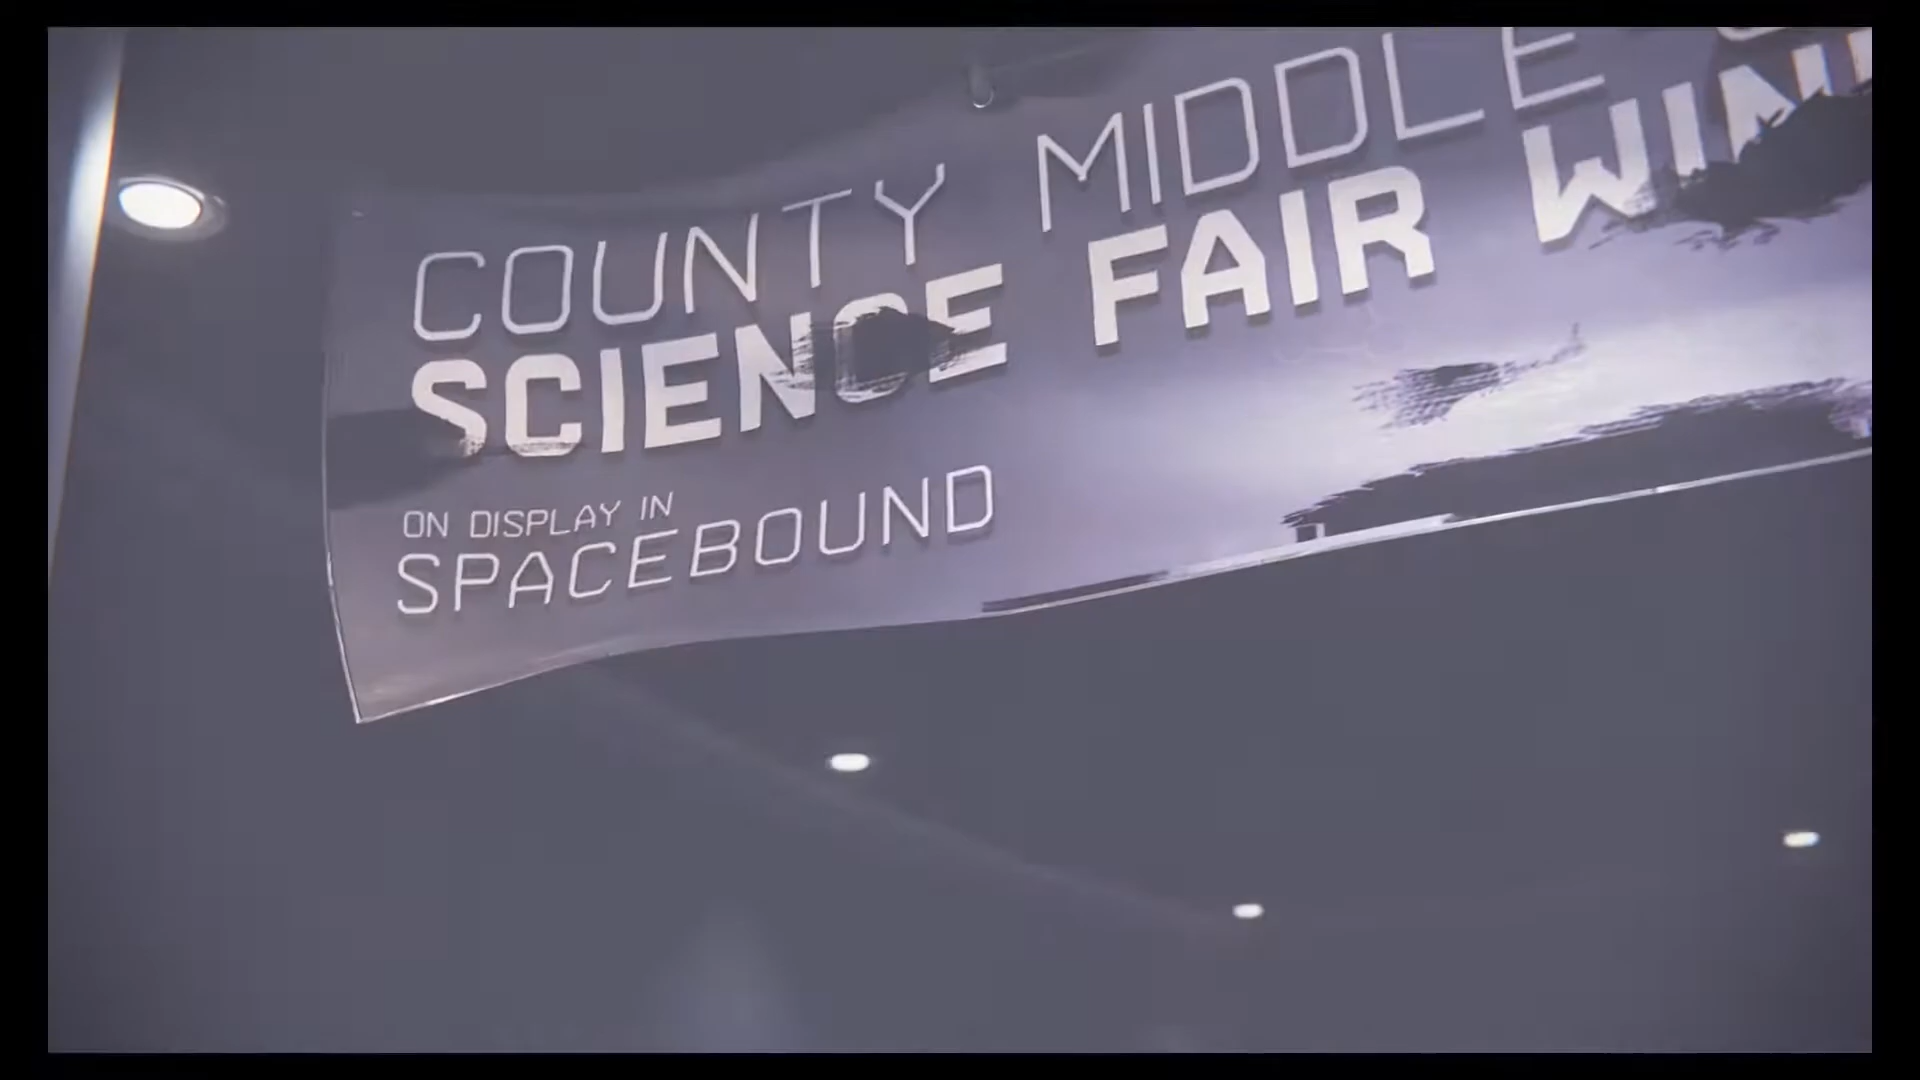 COUNTY MIDDLE
SCIENCE FAIR
ON DISPLAY IN
SPACEBOUND